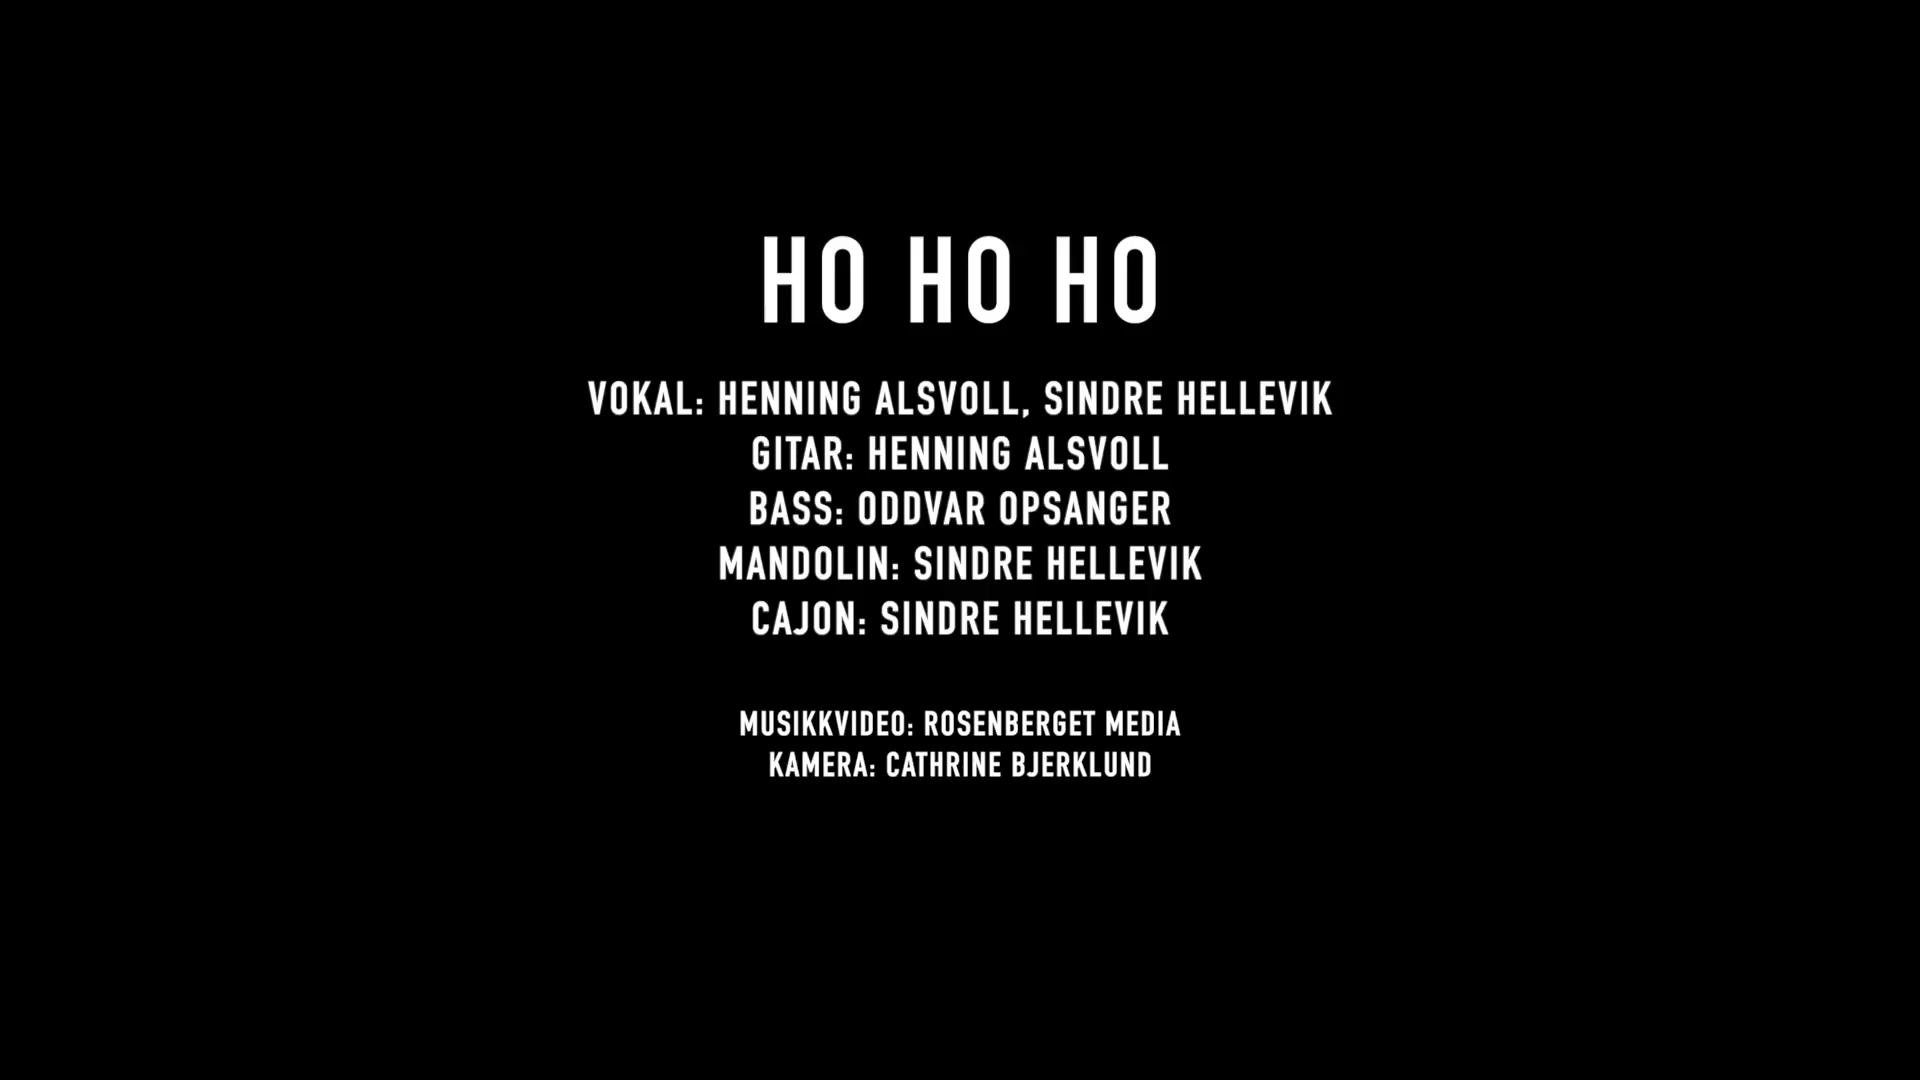 HO HO HO
VOKAL: HENNING ALSVOLL, SINDRE HELLEVIK
GITAR: HENNING ALSVOLL
BASS: ODDVAR OPSANGER
MANDOLIN: SINDRE HELLEVIK
CAJON: SINDRE HELLEVIK
MUSIKKVIDEO: ROSENBERGET MEDIA
KAMERA: CATHRINE BJERKLUND